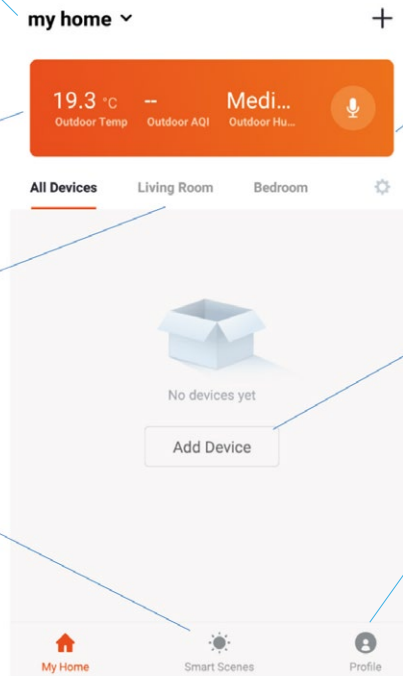 my home
19.3 °C -- Medi...
Outdoor Temp Outdoor AQI Outdoor Hu...
All Devices Living Room Bedroom
No devices yet
Add Device
My Home Smart Scenes Profile